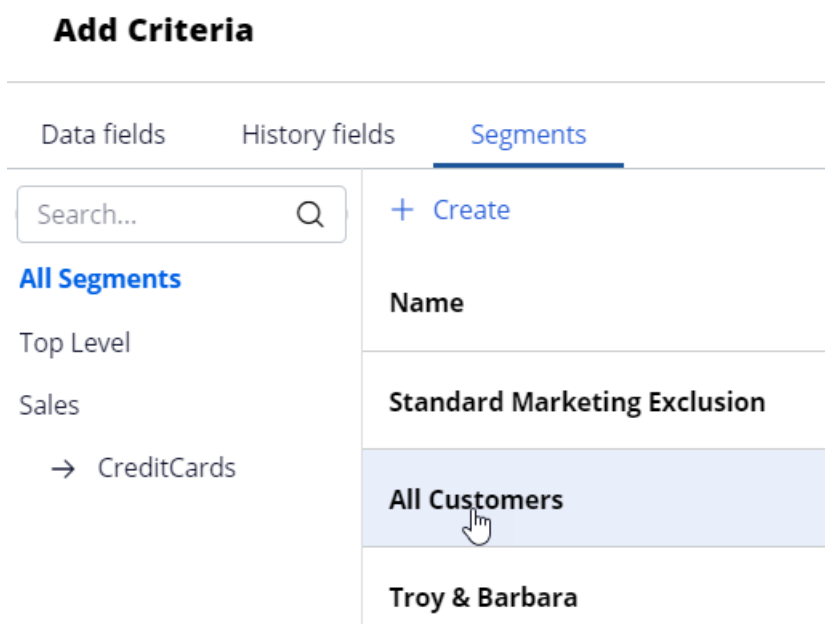 Add Criteria
Data fields History fields Segments
Search...
All Segments
Top Level
Sales
→ CreditCards
+ Create
Name
Standard Marketing Exclusion
All Customers
Troy & Barbara